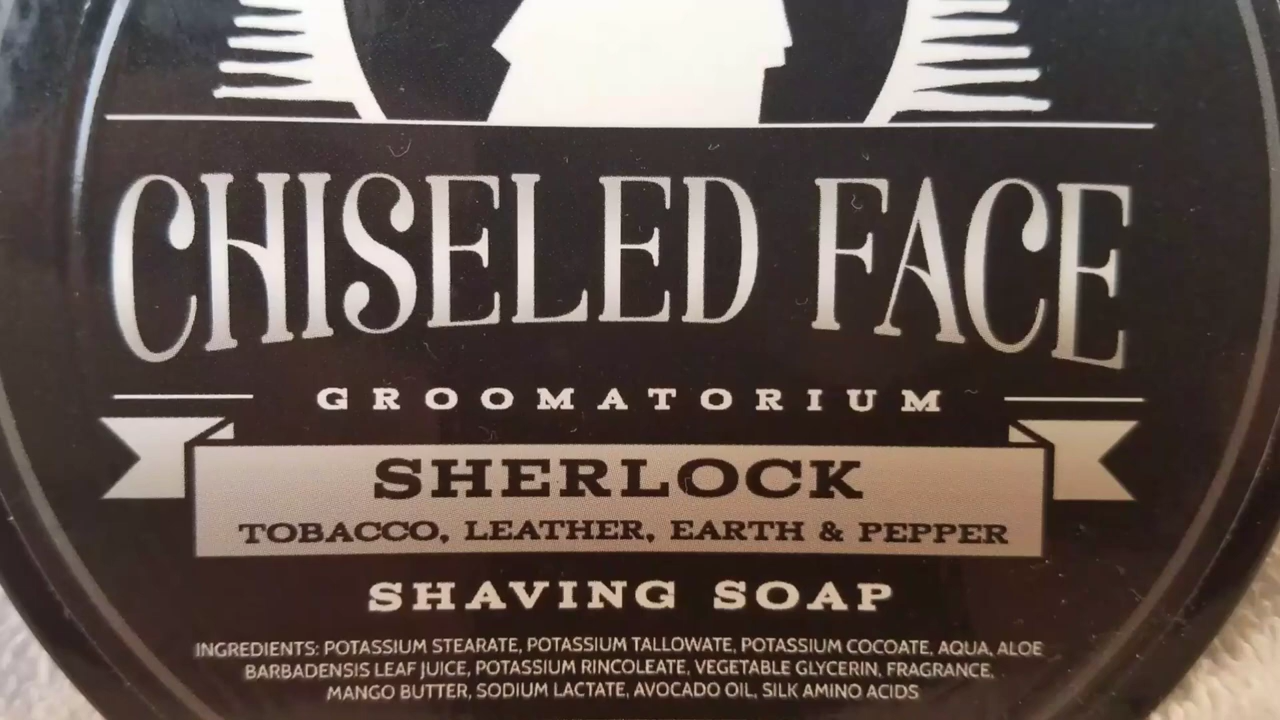 CHISELED FACE
GROOMATORIUM
SHERLOCK
TOBACCO, LEATHER, EARTH & PEPPER
SHAVING SOAP
INGREDIENTS: POTASSIUM STEARATE, POTASSIUM TALLOWATE, POTASSIUM COCOATE, AQUA, ALOE
BARBADENSIS LEAF JUICE, POTASSIUM RINCOLEATE, VEGETABLE GLYCERIN, FRAGRANCE,
MANGO BUTTER, SODIUM LACTATE, AVOCADO OIL, SILK AMINO ACIDS